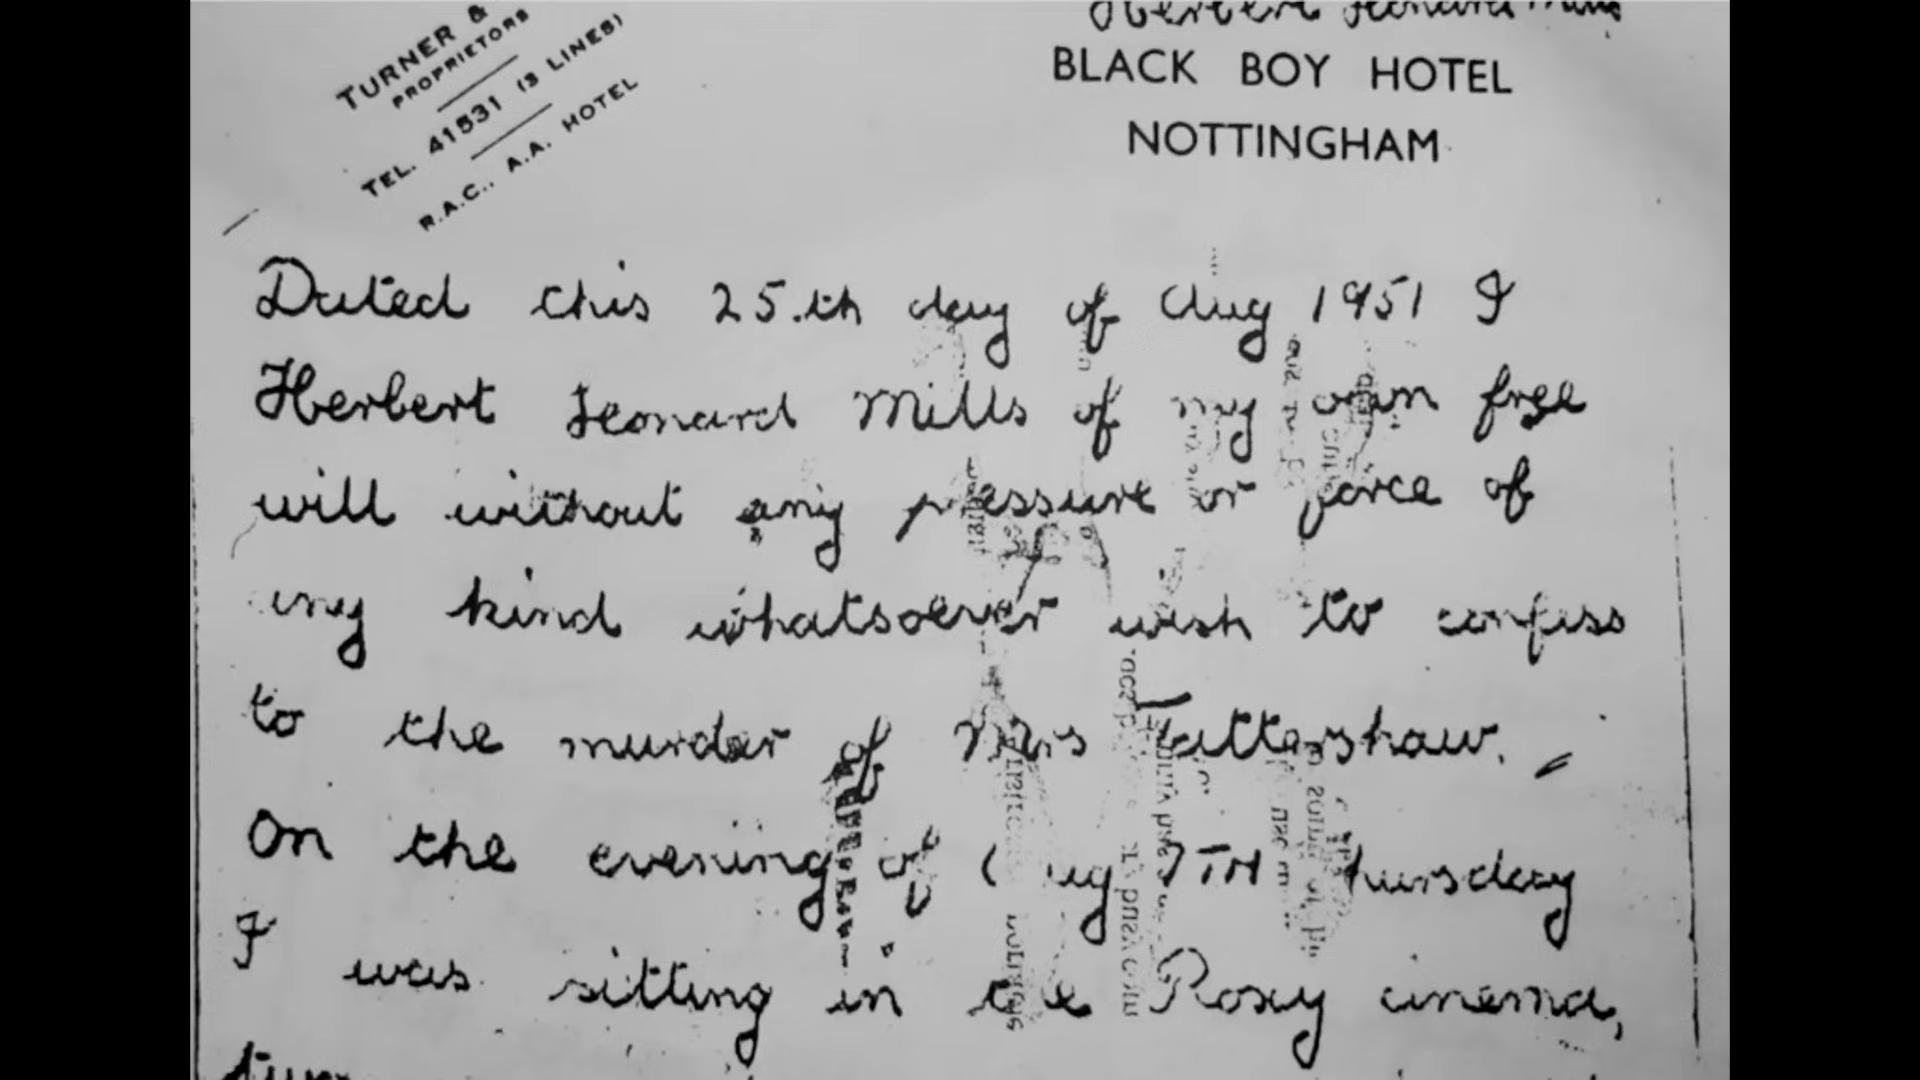 TURNER &
PROPRIETORS
TEL. 41531 (3 LINES)
R.A.C., A.A. HOTEL
Herbert Leonard Mills
BLACK BOY HOTEL
NOTTINGHAM
Dated this 25.th day of Aug 1951 I
Herbert Leonard Mills of my own free
will without any pressure or force of
any kind whatsoever wish to confess
to the murder of Mrs Tattershaw.
On the evening of Aug TH Thursday
I was sitting in the Roxy cinema,